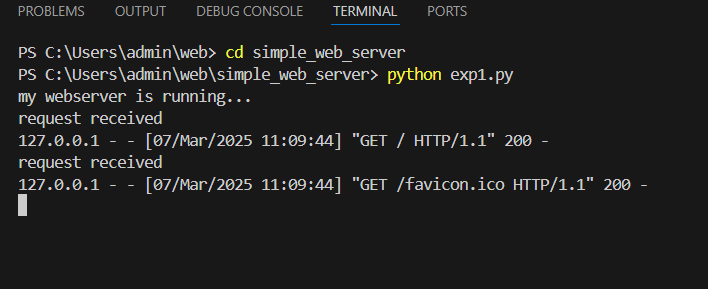 PROBLEMS OUTPUT DEBUG CONSOLE TERMINAL PORTS
PS C:\Users\admin\web> cd simple_web_server
PS C:\Users\admin\web\simple_web_server> python exp1.py
my webserver is running...
request received
127.0.0.1 - - [07/Mar/2025 11:09:44] "GET / HTTP/1.1" 200 -
request received
127.0.0.1 - - [07/Mar/2025 11:09:44] "GET /favicon.ico HTTP/1.1" 200 -